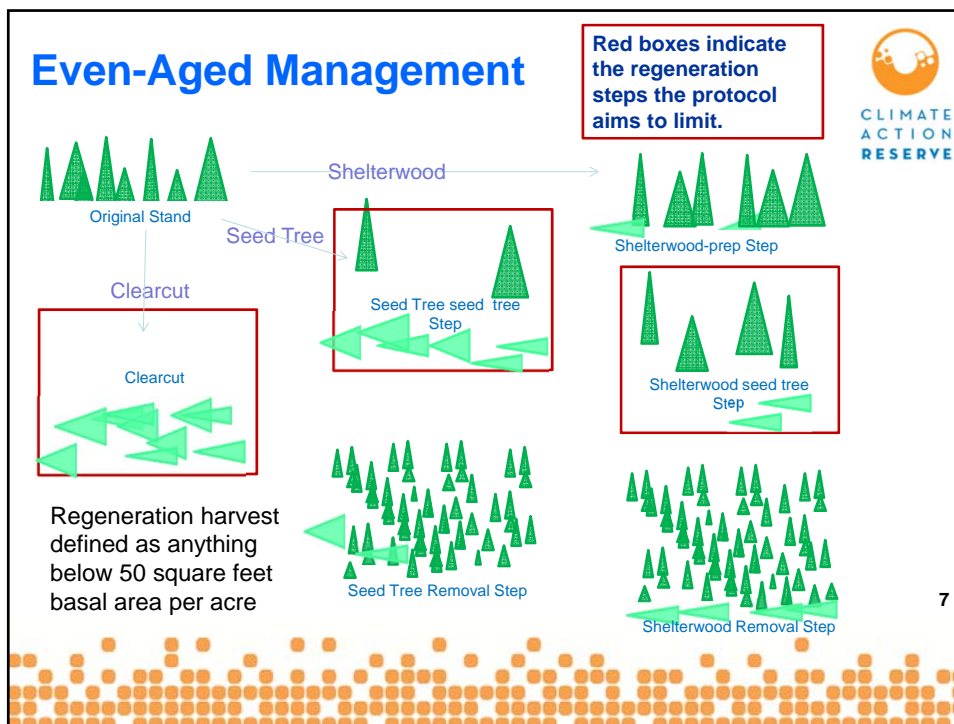 Even-Aged Management
Red boxes indicate
the regeneration
steps the protocol
aims to limit.
CLIMATE
ACTION
RESERVE
Shelterwood
Original Stand
Seed Tree
Shelterwood-prep Step
Clearcut
Seed Tree seed tree
Step
Clearcut
Shelterwood seed tree
Step
Regeneration harvest
defined as anything
below 50 square feet
basal area per acre
Seed Tree Removal Step
Shelterwood Removal Step
7